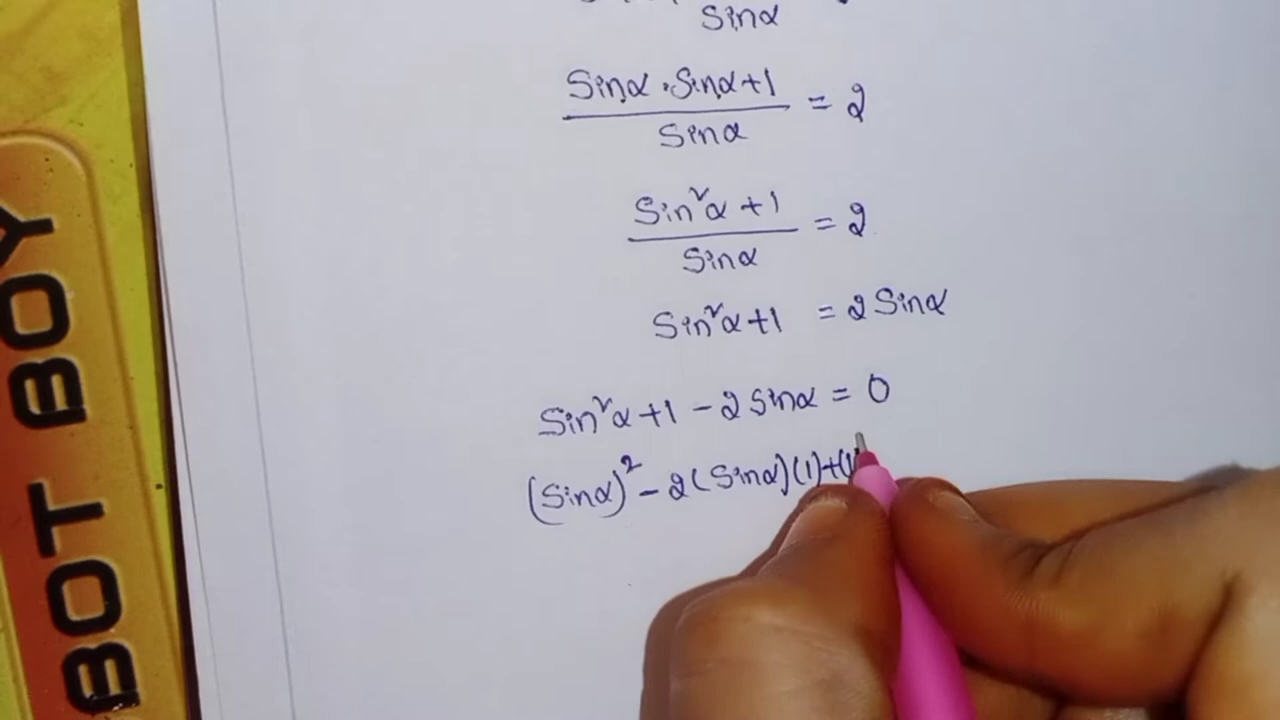 Sinα
Sinα · Sinα + 1
───────── = 2
Sinα
Sin²α + 1
───────── = 2
Sinα
Sin²α + 1 = 2 Sinα
Sin²α + 1 - 2 Sinα = 0
(Sinα)² - 2 (Sinα) (1) + (1
BOT BOY